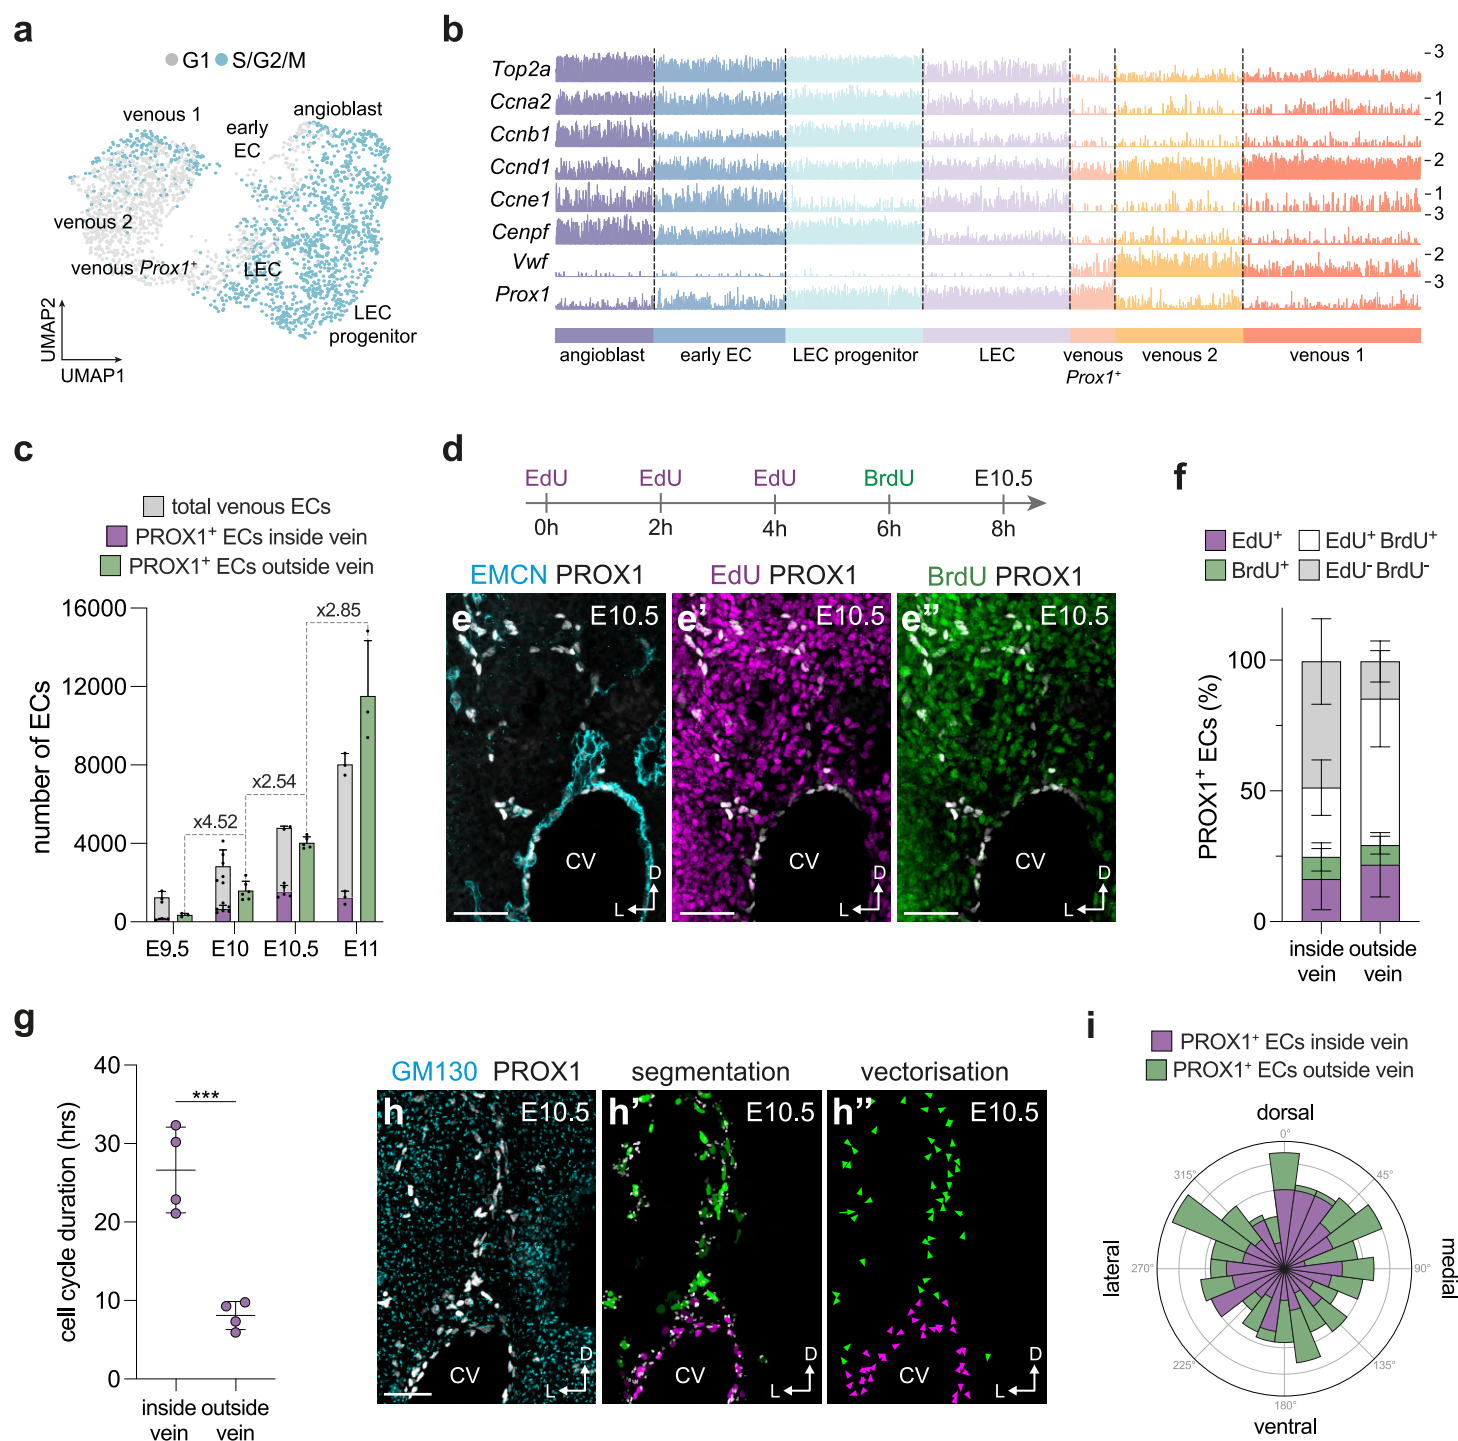 a
G1 S/G2/M
venous 1
early
EC
angioblast
venous 2
venous Prox1+
LEC
LEC
progenitor
UMAP2
UMAP1
b
Top2a
Ccna2
Ccnb1
Ccnd1
Ccne1
Cenpf
Vwf
Prox1
3
1
2
2
1
3
2
3
angioblast early EC LEC progenitor LEC venous Prox1+ venous 2 venous 1
c
total venous ECs
PROX1+ ECs inside vein
PROX1+ ECs outside vein
number of ECs
16000
12000
8000
4000
0
x4.52
x2.54
x2.85
E9.5 E10 E10.5 E11
d
EdU EdU EdU BrdU E10.5
0h 2h 4h 6h 8h
EMCN PROX1
e E10.5
CV
D
L
EdU PROX1
e' E10.5
CV
D
L
BrdU PROX1
e'' E10.5
CV
D
L
f
EdU+ EdU+ BrdU+
BrdU+ EdU- BrdU-
PROX1+ ECs (%)
100
50
0
inside vein
outside vein
g
cell cycle duration (hrs)
40
30
20
10
0
***
inside vein
outside vein
GM130 PROX1
h E10.5
CV
D
L
segmentation
h' E10.5
CV
D
L
vectorisation
h'' E10.5
CV
D
L
i
PROX1+ ECs inside vein
PROX1+ ECs outside vein
dorsal
0°
315° 45°
lateral 270° 90° medial
225° 135°
180°
ventral